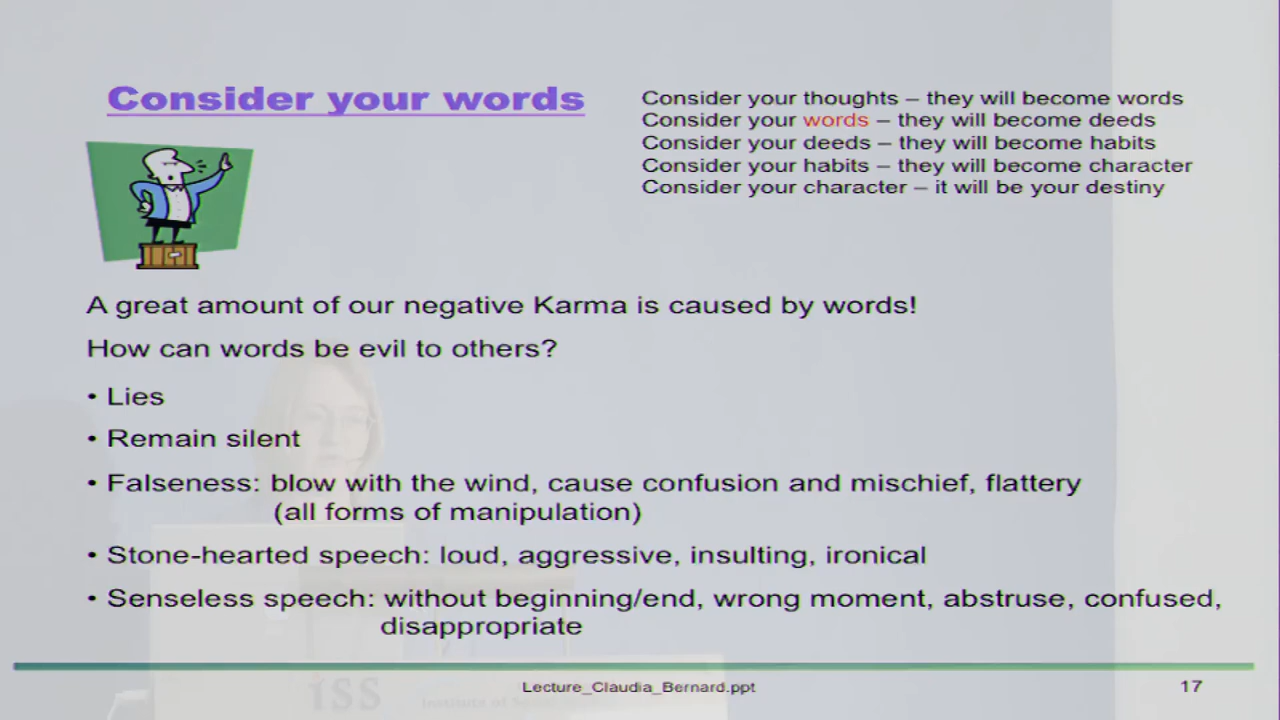 Consider your words
Consider your thoughts – they will become words
Consider your words – they will become deeds
Consider your deeds – they will become habits
Consider your habits – they will become character
Consider your character – it will be your destiny
A great amount of our negative Karma is caused by words!
How can words be evil to others?
• Lies
• Remain silent
• Falseness: blow with the wind, cause confusion and mischief, flattery
(all forms of manipulation)
• Stone-hearted speech: loud, aggressive, insulting, ironical
• Senseless speech: without beginning/end, wrong moment, abstruse, confused,
disappropriate
iSS
Institute of
Lecture_Claudia_Bernard.ppt
17